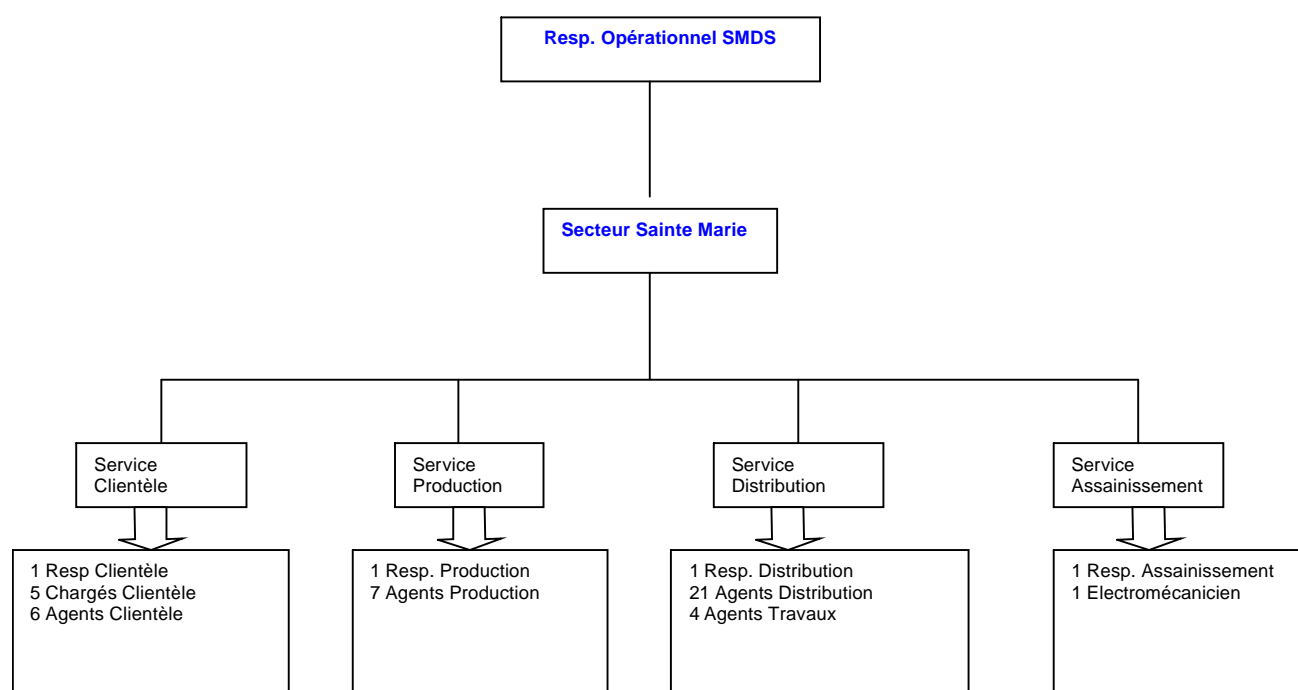 Resp. Opérationnel SMDS
Secteur Sainte Marie
Service
Clientèle
Service
Production
Service
Distribution
Service
Assainissement
1 Resp Clientèle
5 Chargés Clientèle
6 Agents Clientèle
1 Resp. Production
7 Agents Production
1 Resp. Distribution
21 Agents Distribution
4 Agents Travaux
1 Resp. Assainissement
1 Electromécanicien